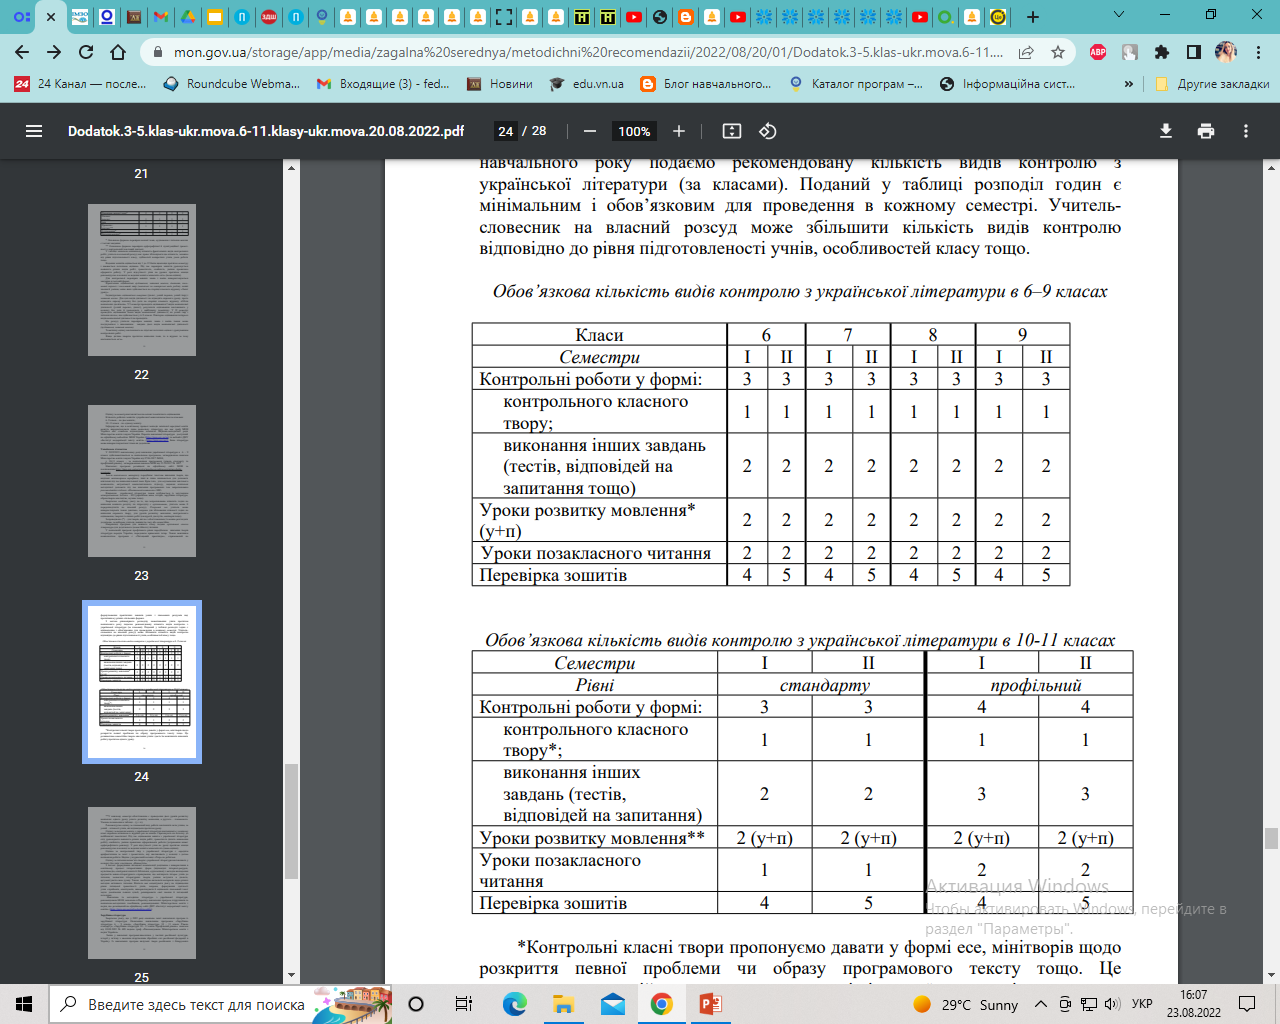 mon.gov.ua/storage/app/media/zagalna%20serednya/metodichni%20recomendazii/2022/08/20/01/Dodatok.3-5.klas-ukr.mova.6-11....
24 Канал — после...
Roundcube Webma...
Входящие (3) - fed...
Новини
edu.vn.ua
Блог навчального...
Каталог програм –...
Інформаційна сист...
»
Другие закладки
Dodatok.3-5.klas-ukr.mova.6-11.klasy-ukr.mova.20.08.2022.pdf
24 / 28
100%
21
22
23
24
25
навчального року подаємо рекомендовану кількість видів контролю з
української літератури (за класами). Поданий у таблиці розподіл годин є
мінімальним і обов’язковим для проведення в кожному семестрі. Учитель-
словесник на власний розсуд може збільшити кількість видів контролю
відповідно до рівня підготовленості учнів, особливостей класу тощо.
Обов’язкова кількість видів контролю з української літератури в 6–9 класах
Класи 6 7 8 9
Семестри І ІІ І ІІ І ІІ І ІІ
Контрольні роботи у формі: 3 3 3 3 3 3 3 3
контрольного класного
твору; 1 1 1 1 1 1 1 1
виконання інших завдань
(тестів, відповідей на 2 2 2 2 2 2 2 2
запитання тощо)
Уроки розвитку мовлення*
(у+п) 2 2 2 2 2 2 2 2
Уроки позакласного читання 2 2 2 2 2 2 2 2
Перевірка зошитів 4 5 4 5 4 5 4 5
Обов’язкова кількість видів контролю з української літератури в 10-11 класах
Семестри І ІІ І ІІ
Рівні стандарту профільний
Контрольні роботи у формі: 3 3 4 4
контрольного класного
твору*; 1 1 1 1
виконання інших
завдань (тестів, 2 2 3 3
відповідей на запитання)
Уроки розвитку мовлення** 2 (у+п) 2 (у+п) 2 (у+п) 2 (у+п)
Уроки позакласного
читання 1 1 2 2
Перевірка зошитів 4 5 4 5
Активация Windows
Чтобы активировать Windows, перейдите в
раздел "Параметры".
*Контрольні класні твори пропонуємо давати у формі есе, мінітворів щодо
розкриття певної проблеми чи образу програмового тексту тощо. Це
Введите здесь текст для поиска
29°C Sunny
УКР
16:07
23.08.2022